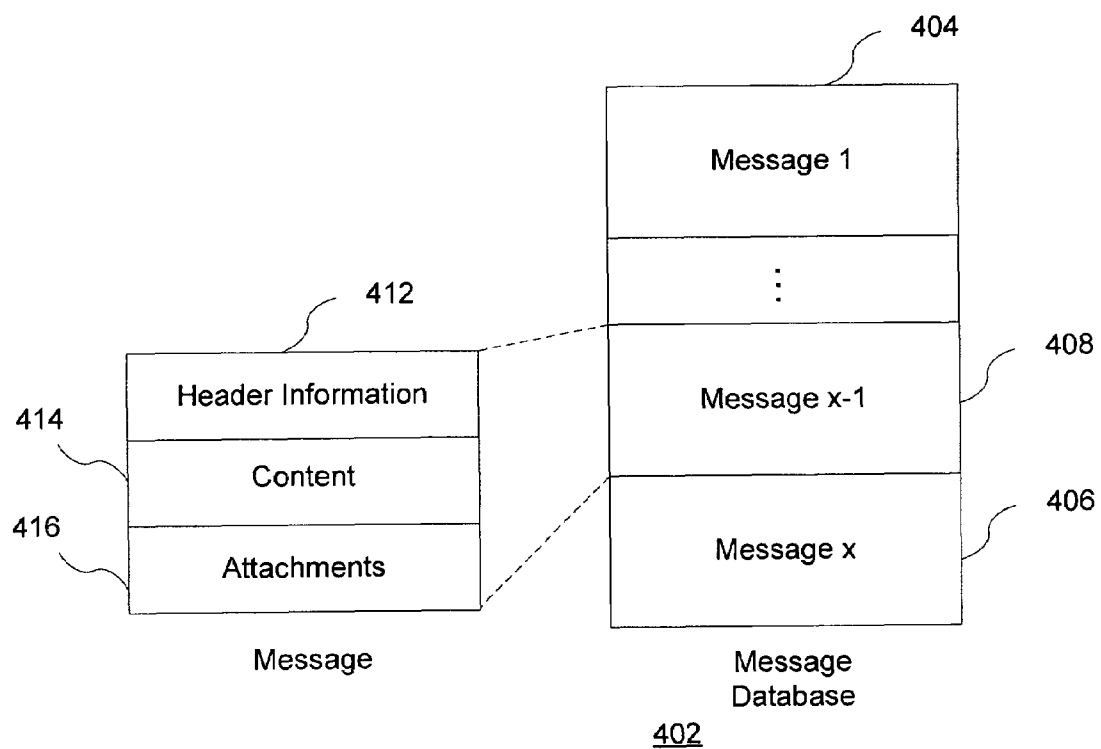 404
Message 1
⋮
412
408
Header Information
Message x-1
414
Content
416
406
Attachments
Message x
Message
Message
Database
402